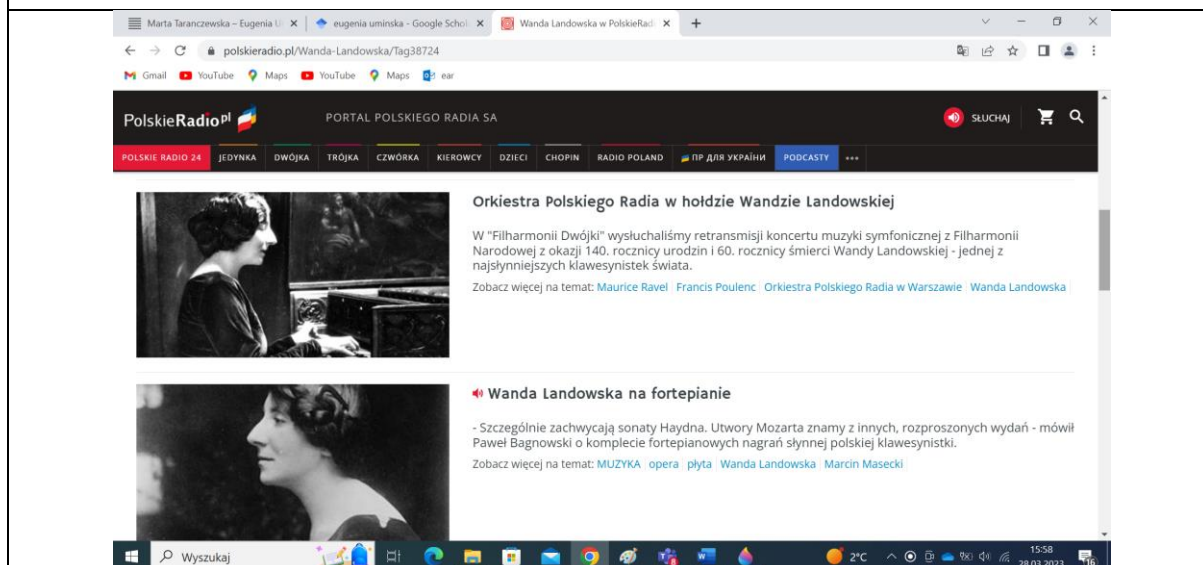 Marta Taranczewska – Eugenia U
eugenia uminska - Google Schol
Wanda Landowska w PolskieRadi
polskieradio.pl/Wanda-Landowska/Tag38724
Gmail YouTube Maps YouTube Maps ear
PolskieRadio.pl PORTAL POLSKIEGO RADIA SA SŁUCHAJ
POLSKIE RADIO 24 JEDYNKA DWÓJKA TRÓJKA CZWÓRKA KIEROWCY DZIECI CHOPIN RADIO POLAND ПР ДЛЯ УКРАЇНИ PODCASTY
Orkiestra Polskiego Radia w hołdzie Wandzie Landowskiej
W "Filharmonii Dwójki" wysłuchaliśmy retransmisji koncertu muzyki symfonicznej z Filharmonii
Narodowej z okazji 140. rocznicy urodzin i 60. rocznicy śmierci Wandy Landowskiej - jednej z
najsłynniejszych klawesynistek świata.
Zobacz więcej na temat: Maurice Ravel Francis Poulenc Orkiestra Polskiego Radia w Warszawie Wanda Landowska
Wanda Landowska na fortepianie
- Szczególnie zachwycają sonaty Haydna. Utwory Mozarta znamy z innych, rozproszonych wydań - mówił
Paweł Bagnowski o komplecie fortepianowych nagrań słynnej polskiej klawesynistki.
Zobacz więcej na temat: MUZYKA opera płyta Wanda Landowska Marcin Masecki
Wyszukaj 2°C 15:58
28.03.2023